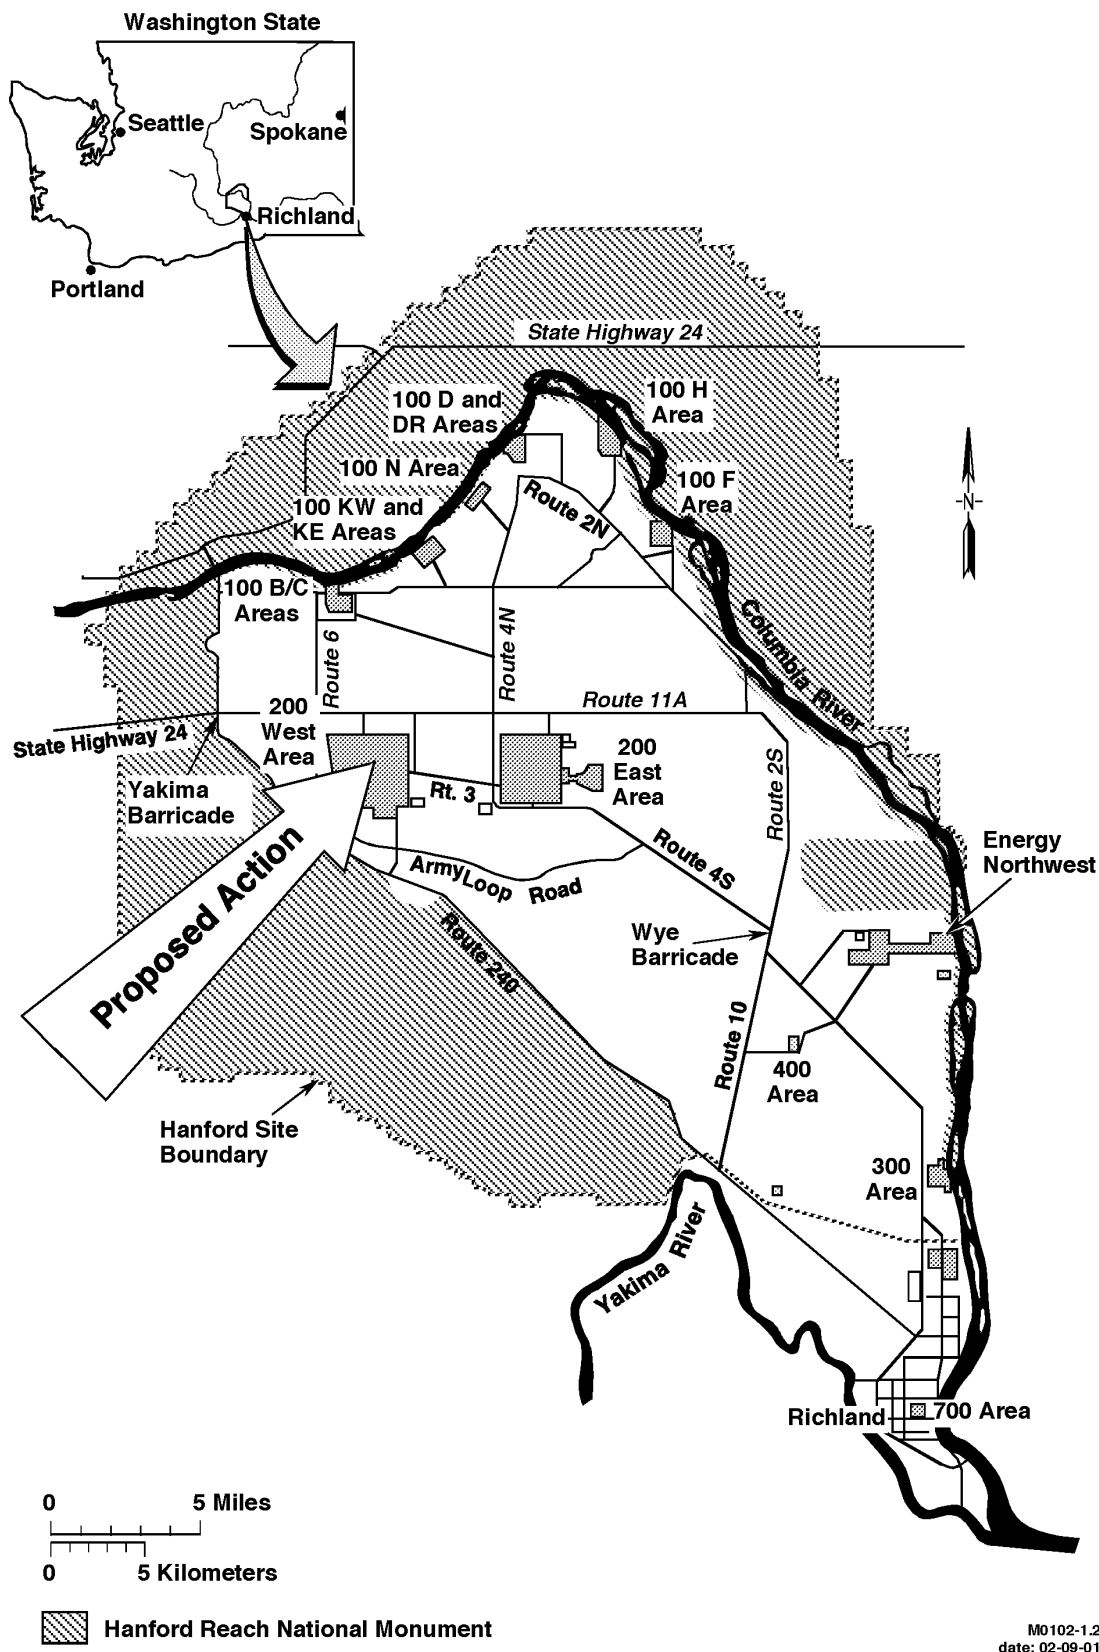 Washington State
Seattle
Spokane
Richland
Portland
State Highway 24
100 H
Area
100 D and
DR Areas
100 N Area
100 F
Area
100 KW and
KE Areas
Route 2N
N
100 B/C
Areas
Route 6
Route 4N
Columbia River
Route 11A
200
West
Area
State Highway 24
200
East
Area
Route 2S
Yakima
Barricade
Rt. 3
Energy
Northwest
Route 4S
Army Loop Road
Proposed Action
Wye
Barricade
Route 240
Route 10
400
Area
Hanford Site
Boundary
300
Area
Yakima River
Richland
700 Area
0 5 Miles
0 5 Kilometers
Hanford Reach National Monument
M0102-1.2
date: 02-09-01